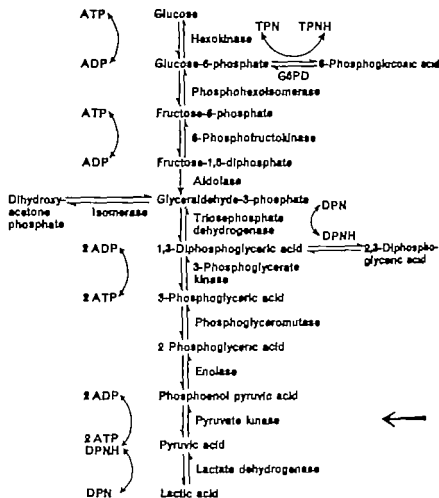 ATP Glucose
Hexokinase
TPN TPNH
ADP Glucose-6-phosphate 6-Phosphogluconic acid
G6PD
Phosphohexoisomerase
ATP Fructose-6-phosphate
6-Phosphofructokinase
ADP Fructose-1,6-diphosphate
Aldolase
Dihydroxy- Glyceraldehyde-3-phosphate
acetone Isomerase
phosphate
Triosephosphate
dehydrogenase
DPN
DPNH
2 ADP 1,3-Diphosphoglyceric acid 2,3-Diphospho-
glyceric acid
3-Phosphoglycerate
kinase
2 ATP 3-Phosphoglyceric acid
Phosphoglyceromutase
2 Phosphoglyceric acid
Enolase
2 ADP Phosphoenol pyruvic acid
Pyruvate kinase
2 ATP
DPNH Pyruvic acid
Lactate dehydrogenase
DPN Lactic acid